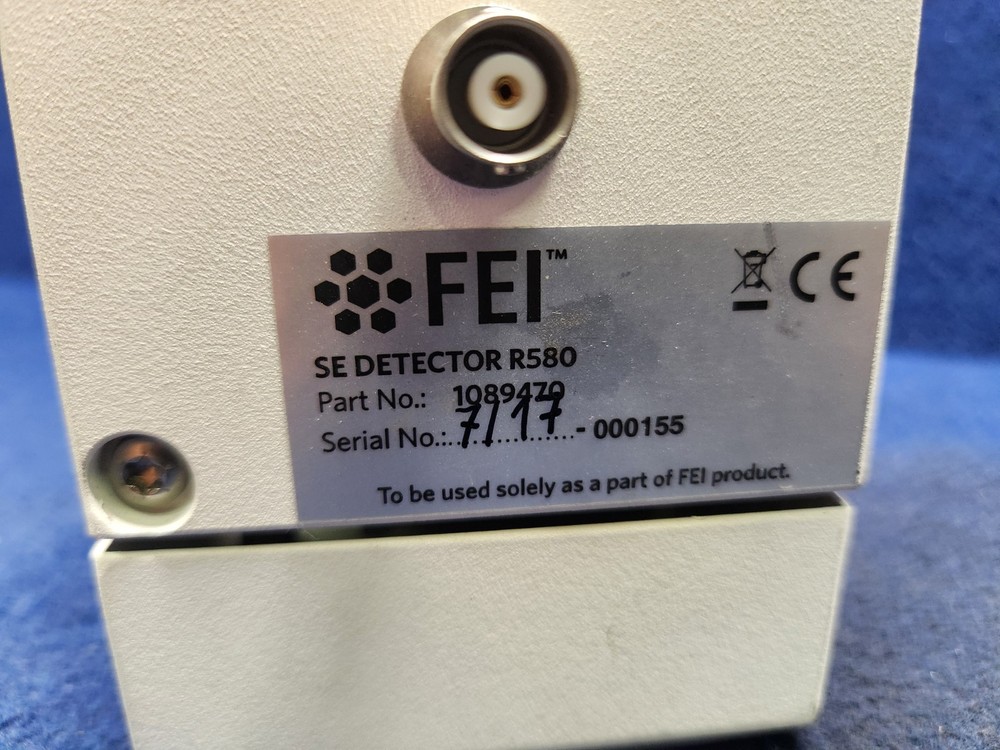 FEI™
CE
SE DETECTOR R580
Part No.: 1089470
Serial No.:.. 7/17 ..- 000155
To be used solely as a part of FEI product.